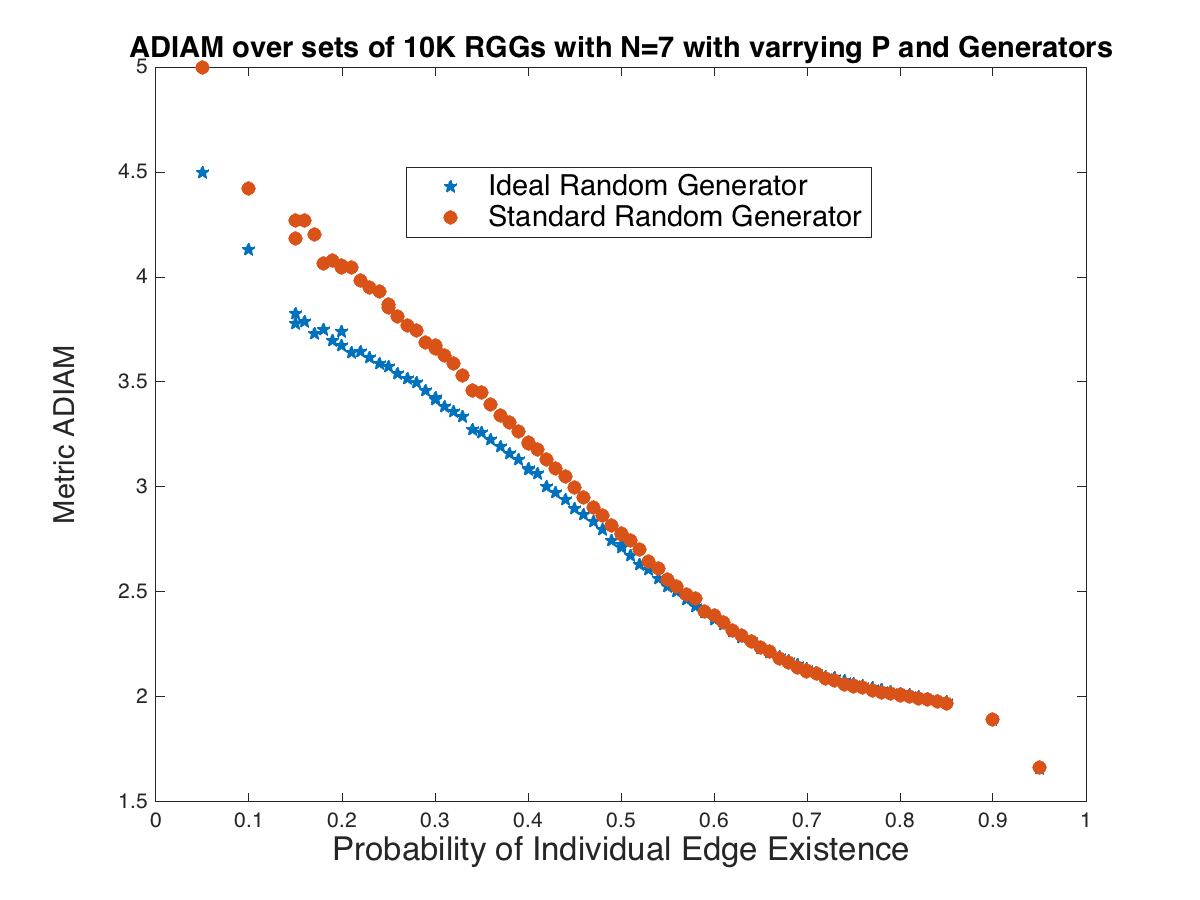 ADIAM over sets of 10K RGGs with N=7 with varrying P and Generators
5
4.5
4
3.5
3
2.5
2
1.5
Metric ADIAM
Ideal Random Generator
Standard Random Generator
0 0.1 0.2 0.3 0.4 0.5 0.6 0.7 0.8 0.9 1
Probability of Individual Edge Existence